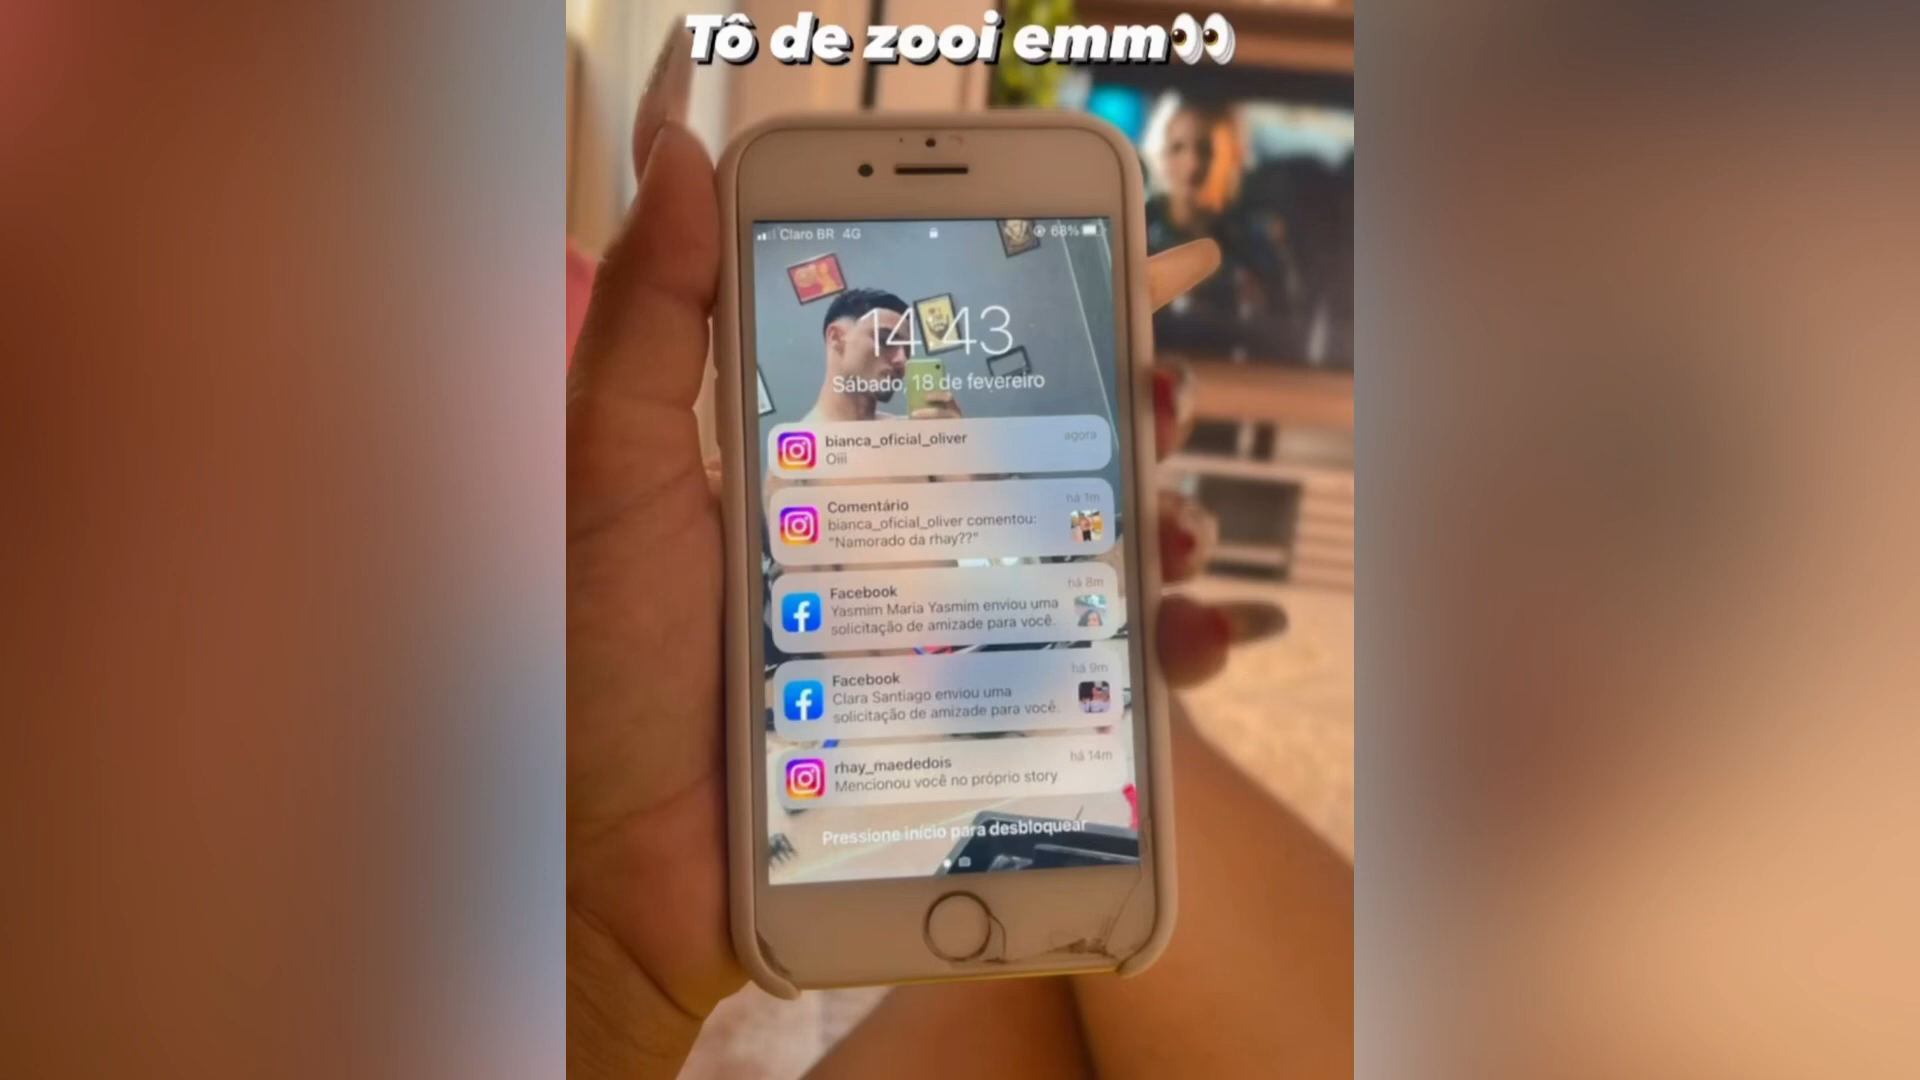 Tô de zooi emm👀
Claro BR 4G 68%
14:43
Sábado, 18 de fevereiro
bianca_oficial_oliver agora
Oiii
Comentário há 1m
bianca_oficial_oliver comentou:
"Namorado da rhay??"
Facebook há 8m
Yasmim Maria Yasmim enviou uma
solicitação de amizade para você.
Facebook há 9m
Clara Santiago enviou uma
solicitação de amizade para você.
rhay_maededois há 14m
Mencionou você no próprio story
Pressione início para desbloquear